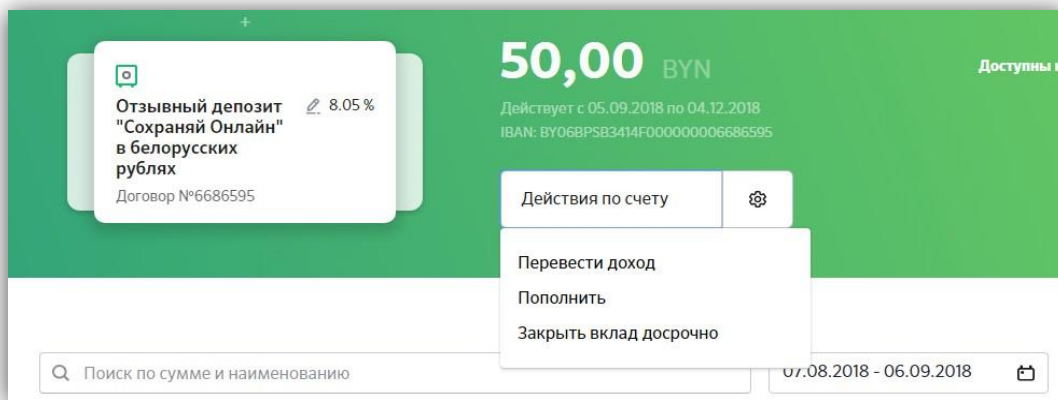 Отзывный депозит
"Сохраняй Онлайн"
в белорусских
рублях
8.05 %
Договор №6686595
50,00 BYN
Действует с 05.09.2018 по 04.12.2018
IBAN: BY06BPSB3414F000000006686595
Доступны
Действия по счету
Перевести доход
Пополнить
Закрыть вклад досрочно
Поиск по сумме и наименованию
07.08.2018 - 06.09.2018